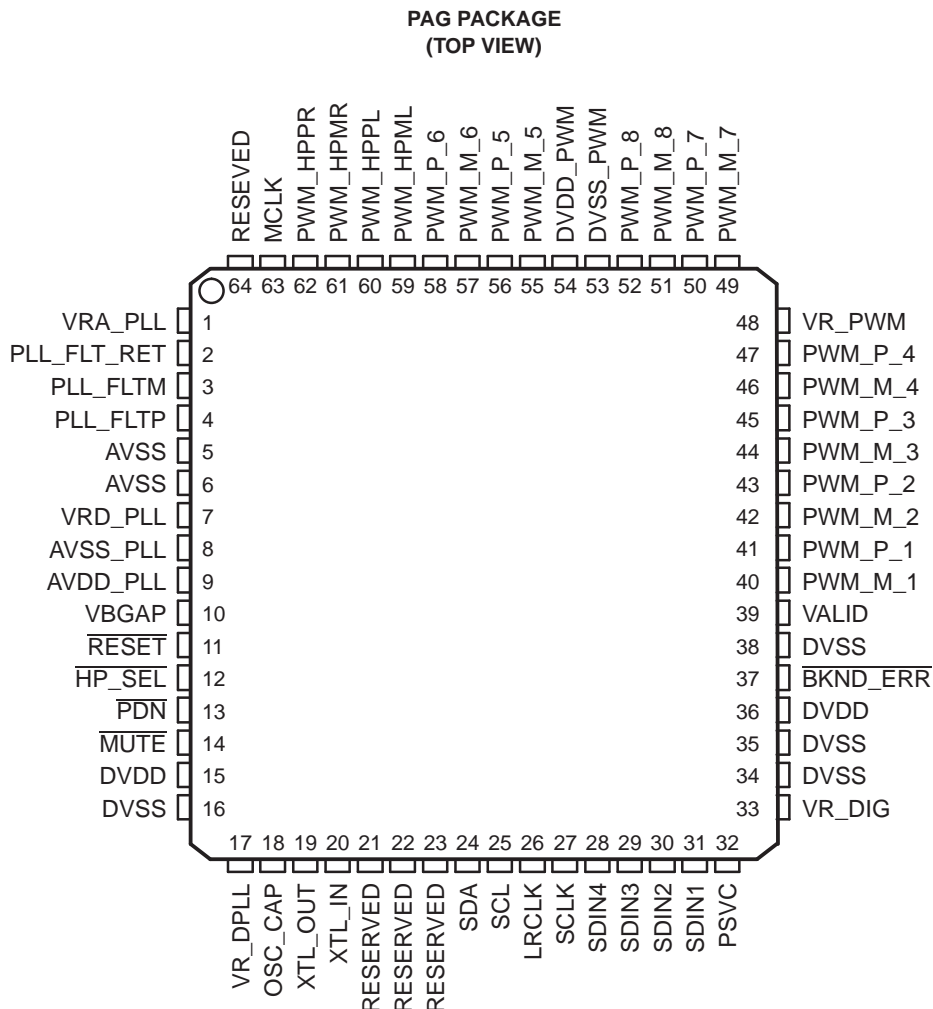 PAG PACKAGE
(TOP VIEW)
RESEVED
MCLK
PWM_HPPR
PWM_HPMR
PWM_HPPL
PWM_HPML
PWM_P_6
PWM_M_6
PWM_P_5
PWM_M_5
DVDD_PWM
DVSS_PWM
PWM_P_8
PWM_M_8
PWM_P_7
PWM_M_7
64 63 62 61 60 59 58 57 56 55 54 53 52 51 50 49
VRA_PLL 1 48 VR_PWM
PLL_FLT_RET 2 47 PWM_P_4
PLL_FLTM 3 46 PWM_M_4
PLL_FLTP 4 45 PWM_P_3
AVSS 5 44 PWM_M_3
AVSS 6 43 PWM_P_2
VRD_PLL 7 42 PWM_M_2
AVSS_PLL 8 41 PWM_P_1
AVDD_PLL 9 40 PWM_M_1
VBGAP 10 39 VALID
RESET 11 38 DVSS
HP_SEL 12 37 BKND_ERR
PDN 13 36 DVDD
MUTE 14 35 DVSS
DVDD 15 34 DVSS
DVSS 16 33 VR_DIG
17 18 19 20 21 22 23 24 25 26 27 28 29 30 31 32
VR_DPLL
OSC_CAP
XTL_OUT
XTL_IN
RESERVED
RESERVED
RESERVED
SDA
SCL
LRCLK
SCLK
SDIN4
SDIN3
SDIN2
SDIN1
PSVC